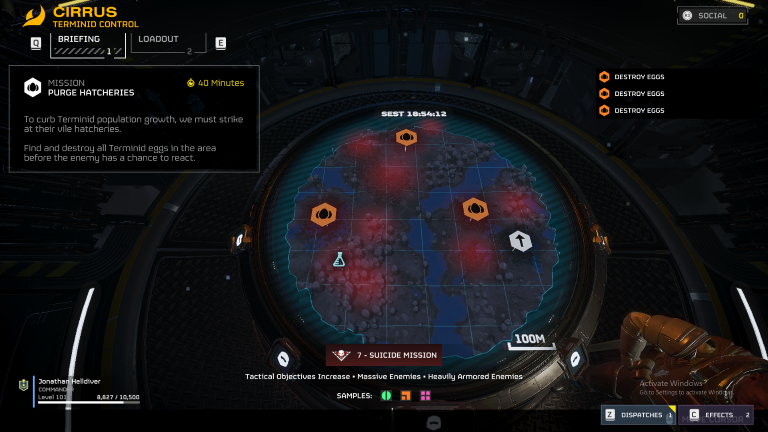 CIRRUS
TERMINID CONTROL
SOCIAL 0
Q BRIEFING 1 LOADOUT 2 E
MISSION
PURGE HATCHERIES
40 Minutes
To curb Terminid population growth, we must strike
at their vile hatcheries.
Find and destroy all Terminid eggs in the area
before the enemy has a chance to react.
DESTROY EGGS
DESTROY EGGS
DESTROY EGGS
SEST 18:54:12
100M
7 - SUICIDE MISSION
Tactical Objectives Increase • Massive Enemies • Heavily Armored Enemies
SAMPLES:
Jonathan Helldiver
COMMANDER
Level 101 8,827 / 10,500
Activate Windows
Go to Settings to activate Windows.
Z DISPATCHES 1
C EFFECTS 2